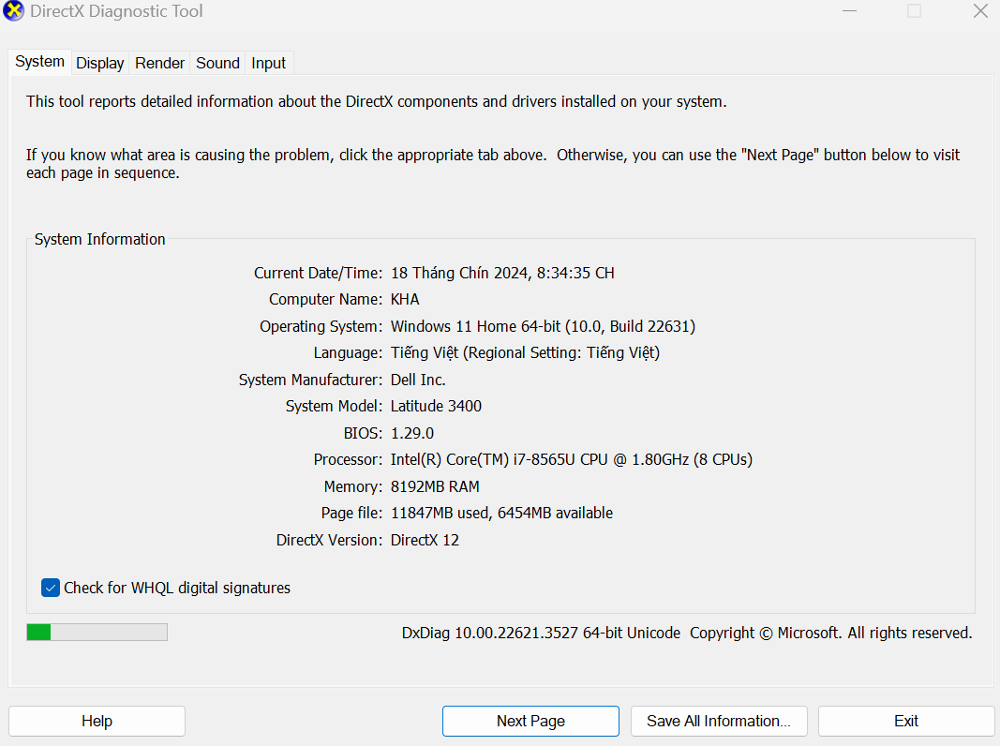 DirectX Diagnostic Tool
System Display Render Sound Input
This tool reports detailed information about the DirectX components and drivers installed on your system.
If you know what area is causing the problem, click the appropriate tab above.  Otherwise, you can use the "Next Page" button below to visit
each page in sequence.
System Information
Current Date/Time: 18 Tháng Chín 2024, 8:34:35 CH
Computer Name: KHA
Operating System: Windows 11 Home 64-bit (10.0, Build 22631)
Language: Tiếng Việt (Regional Setting: Tiếng Việt)
System Manufacturer: Dell Inc.
System Model: Latitude 3400
BIOS: 1.29.0
Processor: Intel(R) Core(TM) i7-8565U CPU @ 1.80GHz (8 CPUs)
Memory: 8192MB RAM
Page file: 11847MB used, 6454MB available
DirectX Version: DirectX 12
Check for WHQL digital signatures
DxDiag 10.00.22621.3527 64-bit Unicode  Copyright © Microsoft. All rights reserved.
Help Next Page Save All Information... Exit